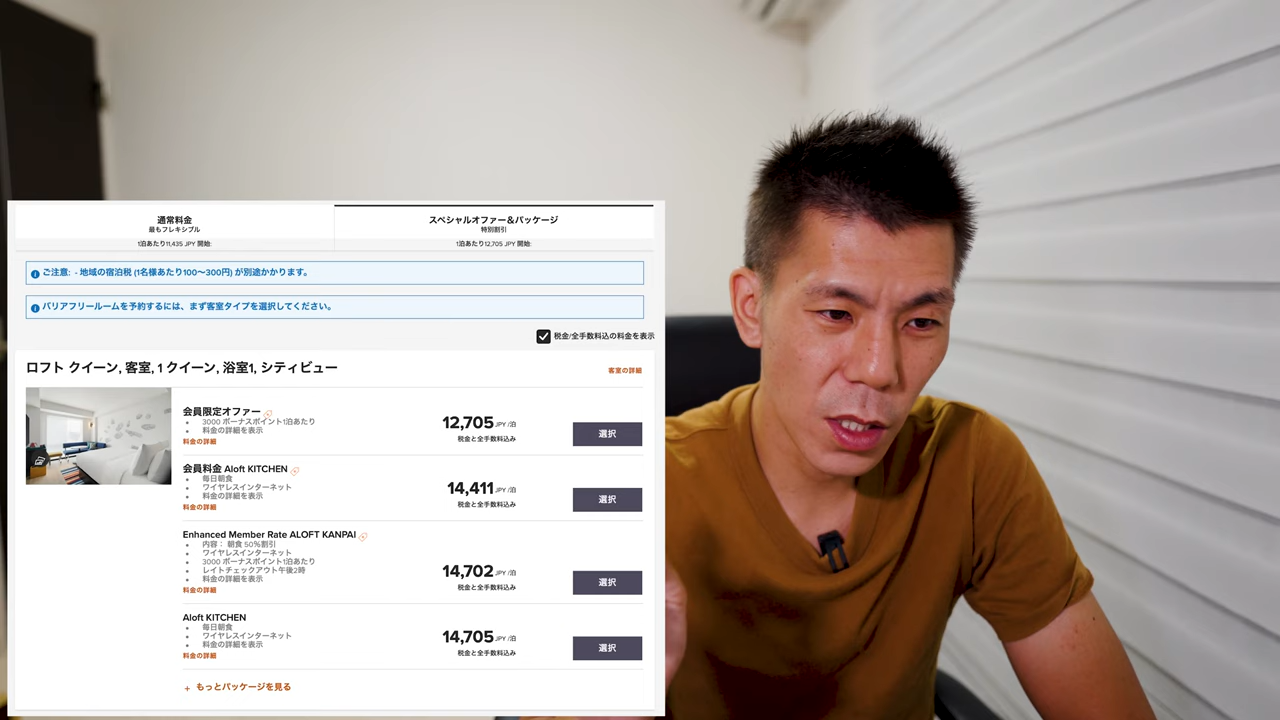 通常料金
最もフレキシブル
1泊あたり11,435 JPY 開始:
スペシャルオファー&パッケージ
特別割引
1泊あたり12,705 JPY 開始:
ご注意: - 地域の宿泊税 (1名様あたり100〜300円) が別途かかります。
バリアフリールームを予約するには、まず客室タイプを選択してください。
税金/全手数料込の料金を表示
ロフト クイーン, 客室, 1 クイーン, 浴室1, シティビュー
客室の詳細
会員限定オファー
3000 ボーナスポイント1泊あたり
料金の詳細を表示
料金の詳細
12,705 JPY /泊
税金と全手数料込み
選択
会員料金 Aloft KITCHEN
毎日朝食
ワイヤレスインターネット
料金の詳細を表示
料金の詳細
14,411 JPY /泊
税金と全手数料込み
選択
Enhanced Member Rate ALOFT KANPAI
内容： 朝食 50％割引
ワイヤレスインターネット
3000 ボーナスポイント1泊あたり
レイトチェックアウト午後2時
料金の詳細を表示
料金の詳細
14,702 JPY /泊
税金と全手数料込み
選択
Aloft KITCHEN
毎日朝食
ワイヤレスインターネット
料金の詳細を表示
料金の詳細
14,705 JPY /泊
税金と全手数料込み
選択
+ もっとパッケージを見る